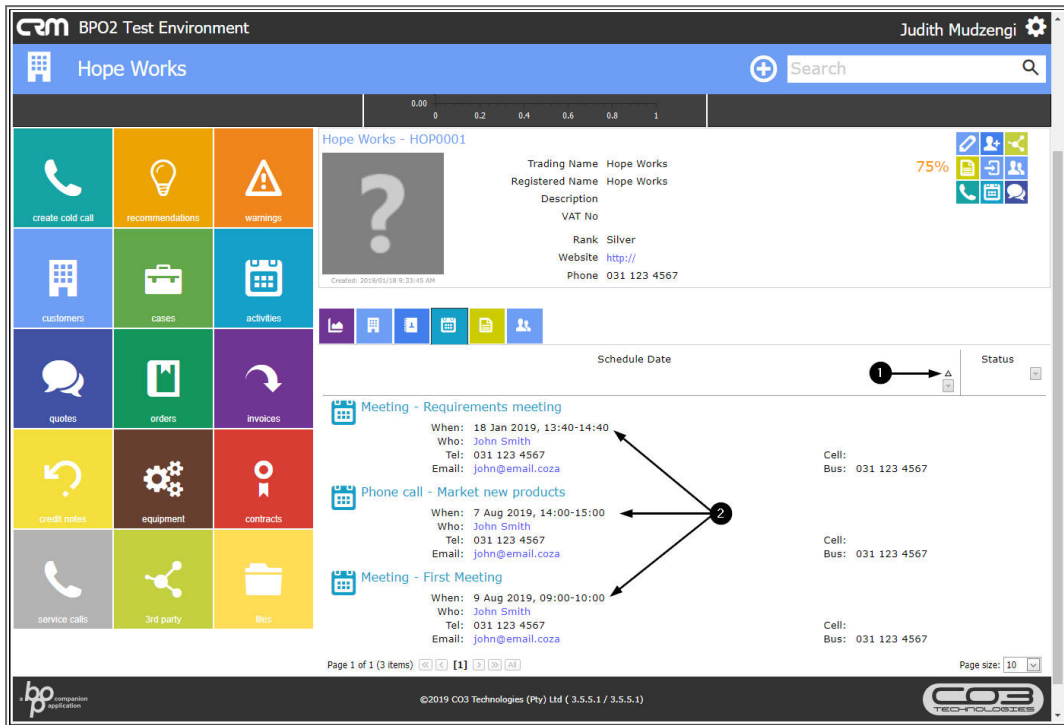 CRM BPO2 Test Environment
Judith Mudzengi
Hope Works
Search
0.00
0 0.2 0.4 0.6 0.8 1
create cold call
recommendations
warnings
customers
cases
activities
quotes
orders
invoices
credit notes
equipment
contracts
service calls
3rd party
files
Hope Works - HOP0001
?
Created: 2019/01/18 9:33:45 AM
Trading Name Hope Works
Registered Name Hope Works
Description
VAT No
Rank Silver
Website http://
Phone 031 123 4567
75%
Schedule Date
1
Status
Meeting - Requirements meeting
When: 18 Jan 2019, 13:40-14:40
Who: John Smith
Tel: 031 123 4567 Cell:
Email: john@email.coza Bus: 031 123 4567
Phone call - Market new products
When: 7 Aug 2019, 14:00-15:00
2
Who: John Smith
Tel: 031 123 4567 Cell:
Email: john@email.coza Bus: 031 123 4567
Meeting - First Meeting
When: 9 Aug 2019, 09:00-10:00
Who: John Smith
Tel: 031 123 4567 Cell:
Email: john@email.coza Bus: 031 123 4567
Page 1 of 1 (3 items) « < [1] > » All
Page size: 10
a bp companion application
©2019 CO3 Technologies (Pty) Ltd ( 3.5.5.1 / 3.5.5.1)
CO3
TECHNOLOGIES